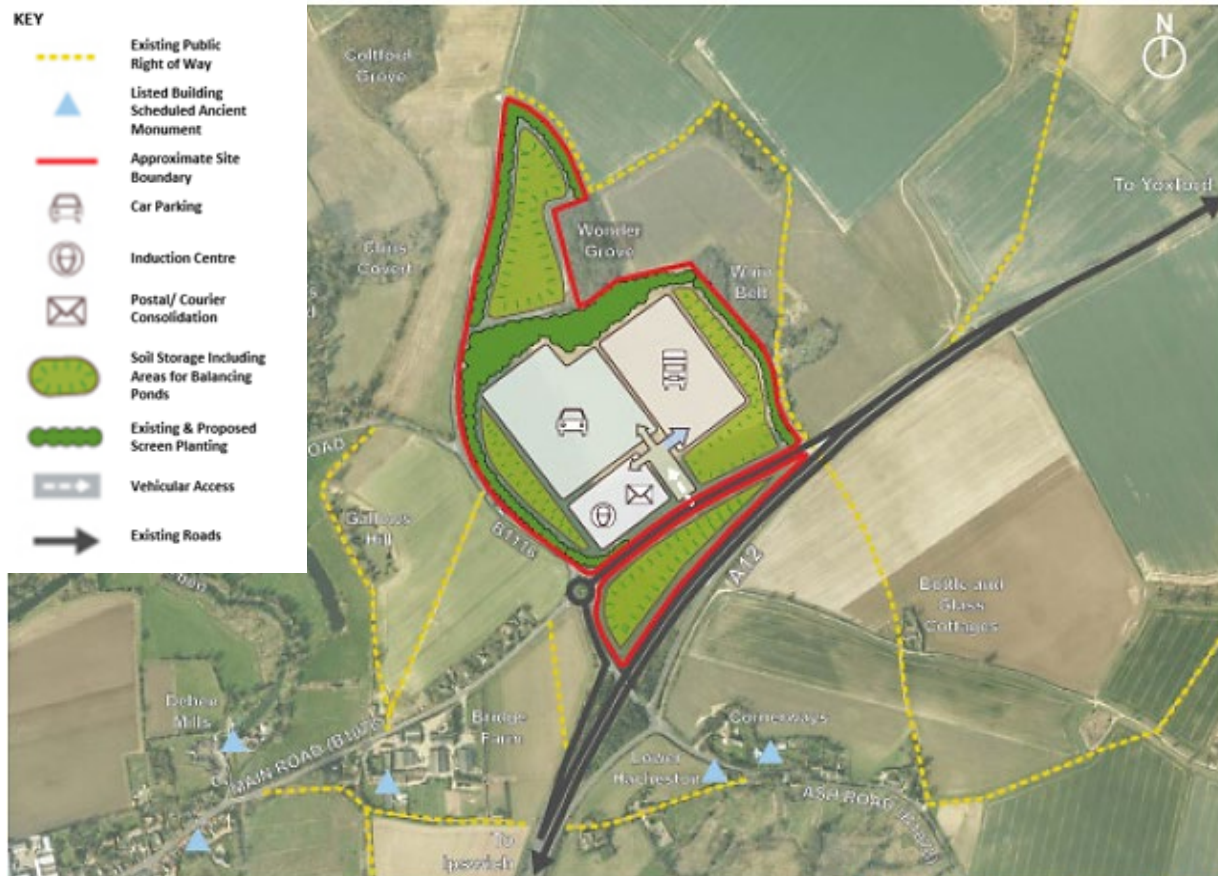 KEY
Existing Public
Right of Way
Listed Building
Scheduled Ancient
Monument
Approximate Site
Boundary
Car Parking
Induction Centre
Postal/ Courier
Consolidation
Soil Storage Including
Areas for Balancing
Ponds
Existing & Proposed
Screen Planting
Vehicular Access
Existing Roads
N
Coltford
Grove
To Yoxford
Wonder
Grove
Chris
Covert
Wain
Belt
OAD
Gallows
Hill
B1116
A12
Bottle and
Glass
Cottages
Deben
Mills
MAIN ROAD (B1078)
Bridge
Farm
Cornerways
Lower
Hacheston
ASH ROAD
To
Ipswich